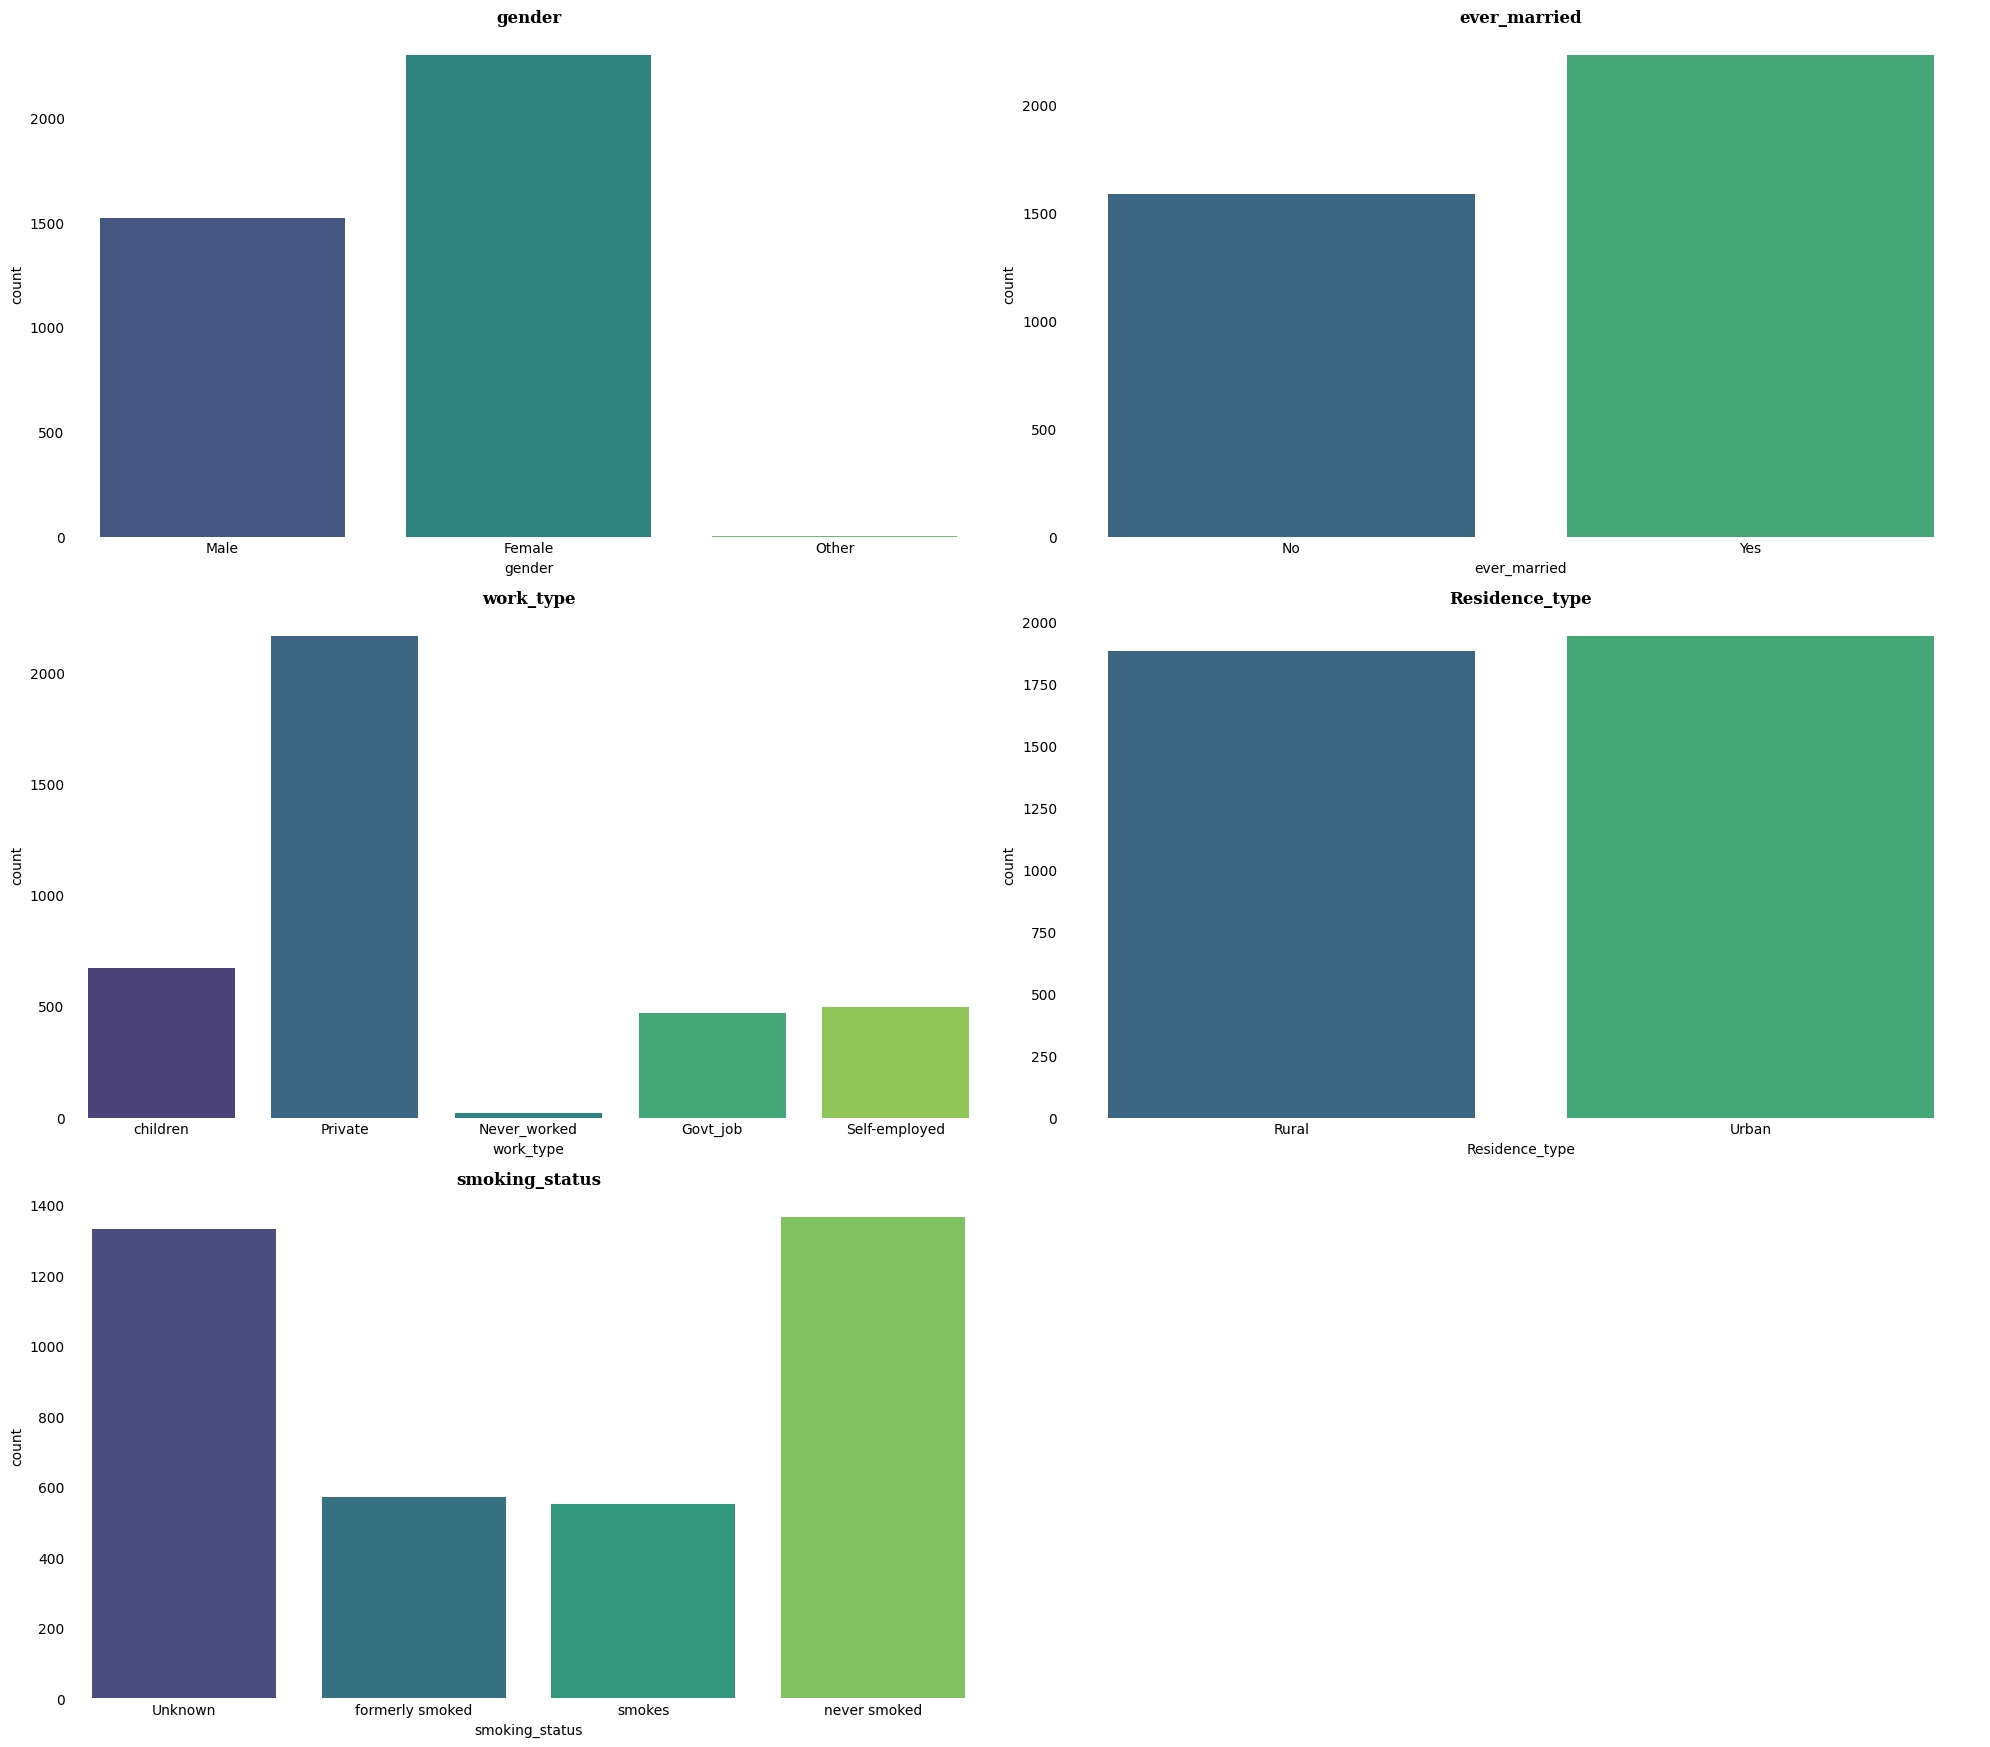 gender
2000
1500
1000
500
0
count
Male Female Other
gender
ever_married
2000
1500
1000
500
0
count
No Yes
ever_married
work_type
2000
1500
1000
500
0
count
children Private Never_worked Govt_job Self-employed
work_type
Residence_type
2000
1750
1500
1250
1000
750
500
250
0
count
Rural Urban
Residence_type
smoking_status
1400
1200
1000
800
600
400
200
0
count
Unknown formerly smoked smokes never smoked
smoking_status